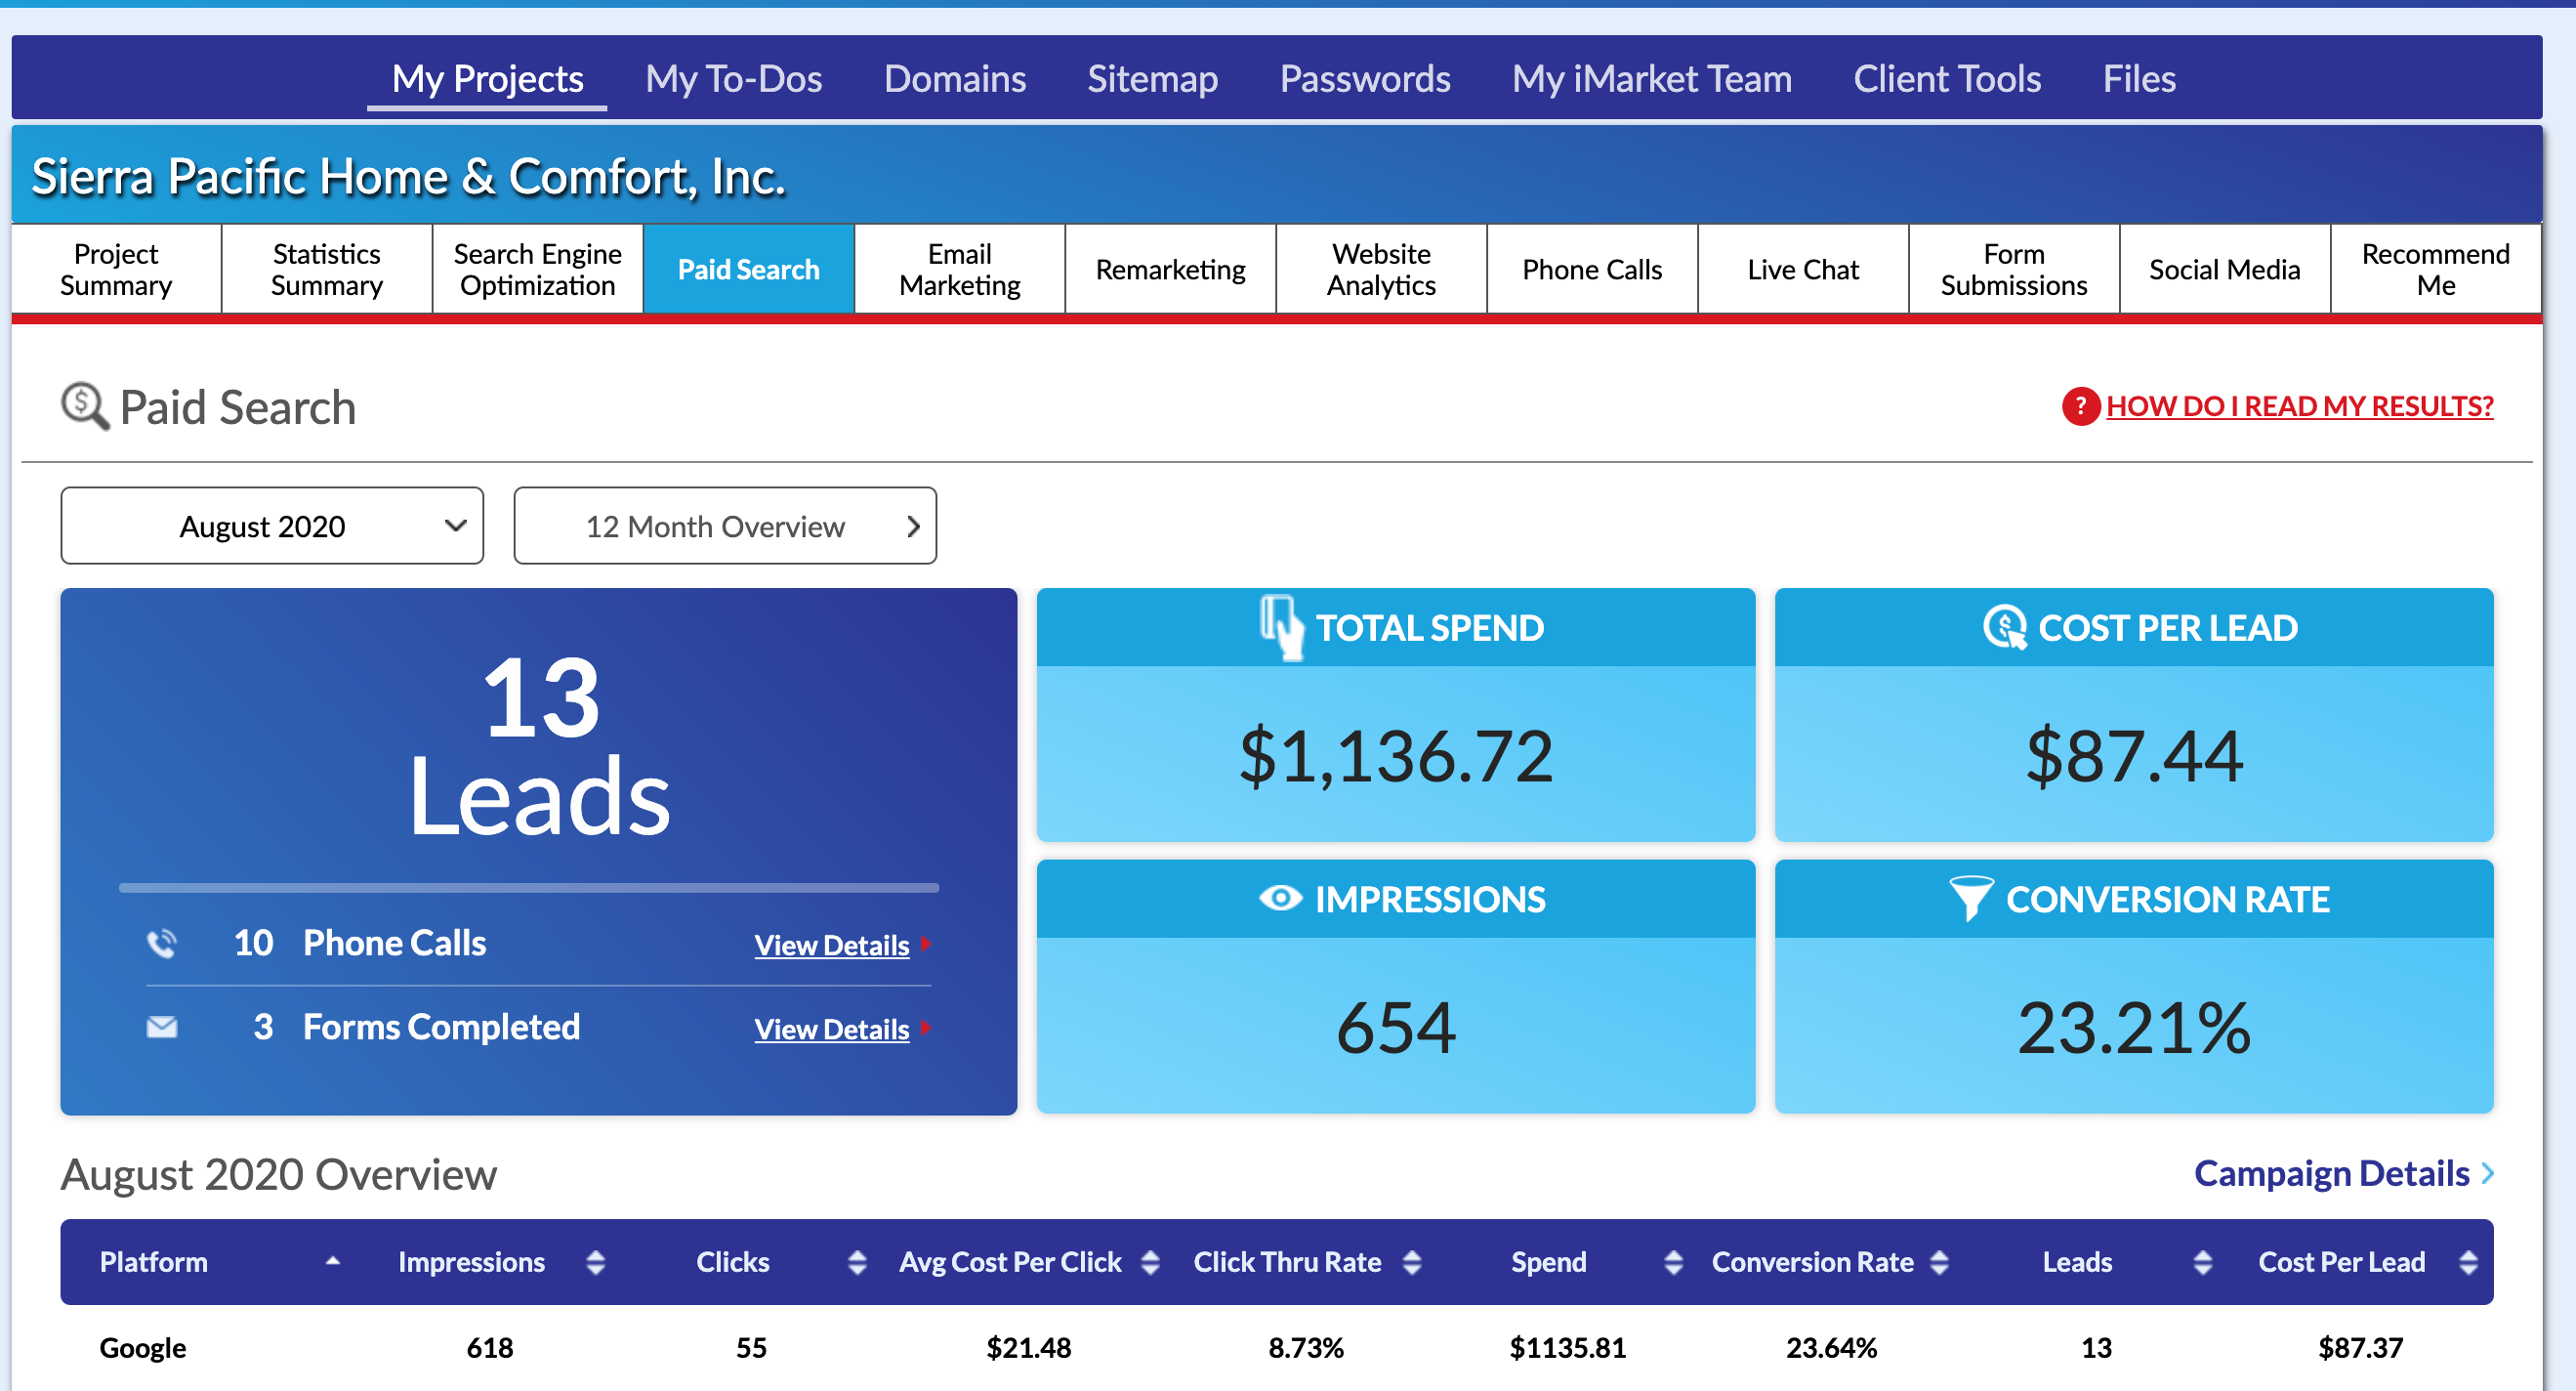 My Projects My To-Dos Domains Sitemap Passwords My iMarket Team Client Tools Files
Sierra Pacific Home & Comfort, Inc.
Project Summary
Statistics Summary
Search Engine Optimization
Paid Search
Email Marketing
Remarketing
Website Analytics
Phone Calls
Live Chat
Form Submissions
Social Media
Recommend Me
Paid Search
? HOW DO I READ MY RESULTS?
August 2020
12 Month Overview
13
Leads
10 Phone Calls View Details
3 Forms Completed View Details
TOTAL SPEND
$1,136.72
COST PER LEAD
$87.44
IMPRESSIONS
654
CONVERSION RATE
23.21%
August 2020 Overview
Campaign Details
Platform Impressions Clicks Avg Cost Per Click Click Thru Rate Spend Conversion Rate Leads Cost Per Lead
Google 618 55 $21.48 8.73% $1135.81 23.64% 13 $87.37